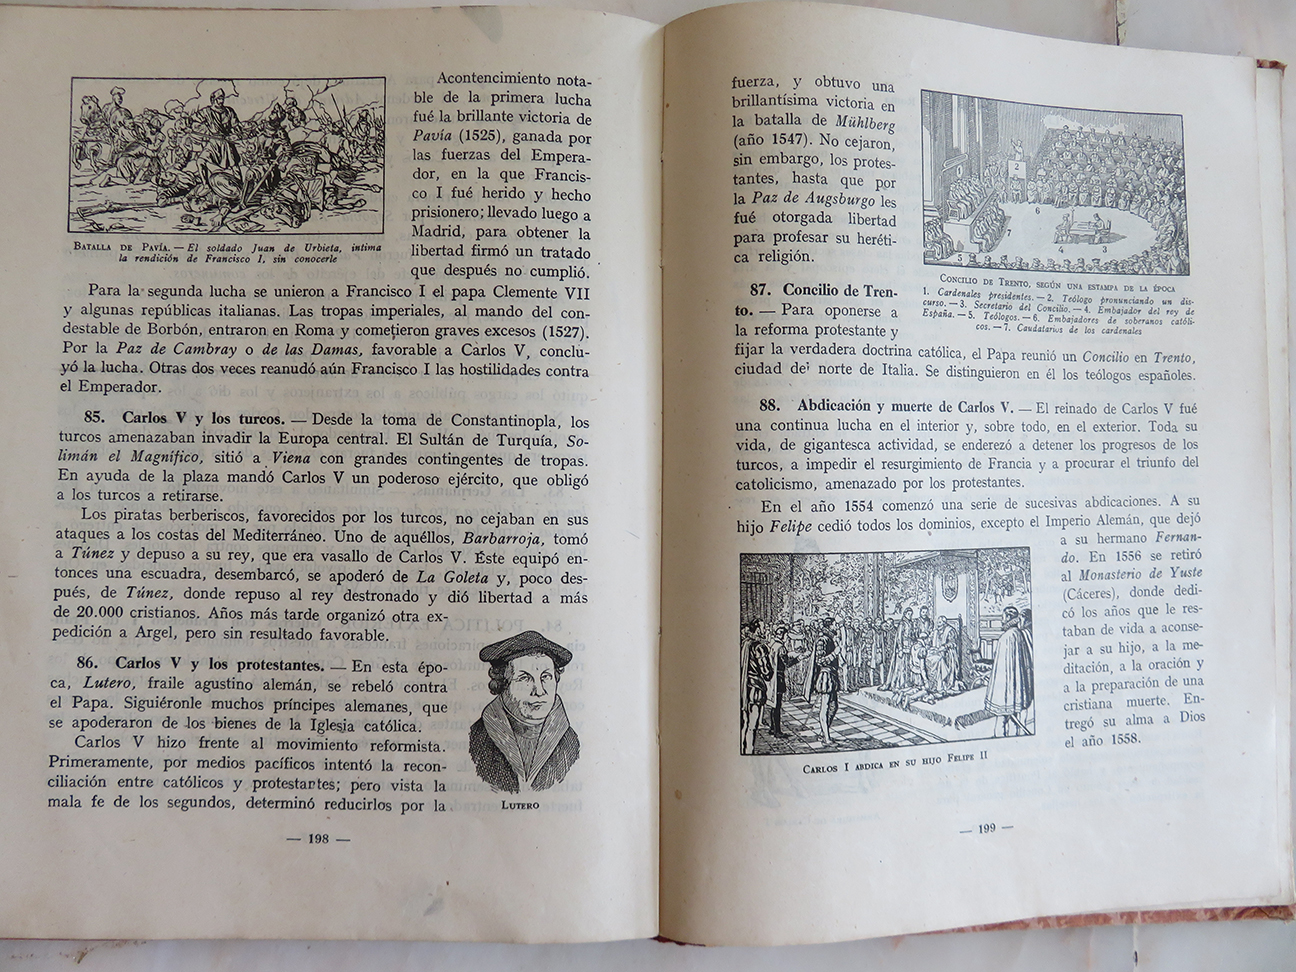 Acontencimiento nota-
ble de la primera lucha
fué la brillante victoria de
Pavía (1525), ganada por
las fuerzas del Empera-
dor, en la que Francis-
co I fué herido y hecho
prisionero; llevado luego a
Madrid, para obtener la
libertad firmó un tratado
que después no cumplió.
BATALLA DE PAVÍA. — El soldado Juan de Urbieta, intima
la rendición de Francisco I, sin conocerle
Para la segunda lucha se unieron a Francisco I el papa Clemente VII
y algunas repúblicas italianas. Las tropas imperiales, al mando del con-
destable de Borbón, entraron en Roma y cometieron graves excesos (1527).
Por la Paz de Cambray o de las Damas, favorable a Carlos V, conclu-
yó la lucha. Otras dos veces reanudó aún Francisco I las hostilidades contra
el Emperador.
85. Carlos V y los turcos. — Desde la toma de Constantinopla, los
turcos amenazaban invadir la Europa central. El Sultán de Turquía, So-
limán el Magnífico, sitió a Viena con grandes contingentes de tropas.
En ayuda de la plaza mandó Carlos V un poderoso ejército, que obligó
a los turcos a retirarse.
Los piratas berberiscos, favorecidos por los turcos, no cejaban en sus
ataques a los costas del Mediterráneo. Uno de aquéllos, Barbarroja, tomó
a Túnez y depuso a su rey, que era vasallo de Carlos V. Éste equipó en-
tonces una escuadra, desembarcó, se apoderó de La Goleta y, poco des-
pués, de Túnez, donde repuso al rey destronado y dió libertad a más
de 20.000 cristianos. Años más tarde organizó otra ex-
pedición a Argel, pero sin resultado favorable.
86. Carlos V y los protestantes. — En esta épo-
ca, Lutero, fraile agustino alemán, se rebeló contra
el Papa. Siguiéronle muchos príncipes alemanes, que
se apoderaron de los bienes de la Iglesia católica.
Carlos V hizo frente al movimiento reformista.
Primeramente, por medios pacíficos intentó la recon-
ciliación entre católicos y protestantes; pero vista la
mala fe de los segundos, determinó reducirlos por la
LUTERO
— 198 —
fuerza, y obtuvo una
brillantísima victoria en
la batalla de Mühlberg
(año 1547). No cejaron,
sin embargo, los protes-
tantes, hasta que por
la Paz de Augsburgo les
fué otorgada libertad
para profesar su heréti-
ca religión.
2
6
7
4
3
5
CONCILIO DE TRENTO, SEGÚN UNA ESTAMPA DE LA ÉPOCA
1. Cardenales presidentes. — 2. Teólogo pronunciando un dis-
curso. — 3. Secretario del Concilio. — 4. Embajador del rey de
España. — 5. Teólogos. — 6. Embajadores de soberanos católi-
cos. — 7. Caudatarios de los cardenales
87. Concilio de Tren-
to. — Para oponerse a
la reforma protestante y
fijar la verdadera doctrina católica, el Papa reunió un Concilio en Trento,
ciudad del norte de Italia. Se distinguieron en él los teólogos españoles.
88. Abdicación y muerte de Carlos V. — El reinado de Carlos V fué
una continua lucha en el interior y, sobre todo, en el exterior. Toda su
vida, de gigantesca actividad, se enderezó a detener los progresos de los
turcos, a impedir el resurgimiento de Francia y a procurar el triunfo del
catolicismo, amenazado por los protestantes.
En el año 1554 comenzó una serie de sucesivas abdicaciones. A su
hijo Felipe cedió todos los dominios, excepto el Imperio Alemán, que dejó
a su hermano Fernan-
do. En 1556 se retiró
al Monasterio de Yuste
(Cáceres), donde dedi-
có los años que le res-
taban de vida a aconse-
jar a su hijo, a la me-
ditación, a la oración y
a la preparación de una
cristiana muerte. En-
tregó su alma a Dios
el año 1558.
CARLOS I ABDICA EN SU HIJO FELIPE II
— 199 —